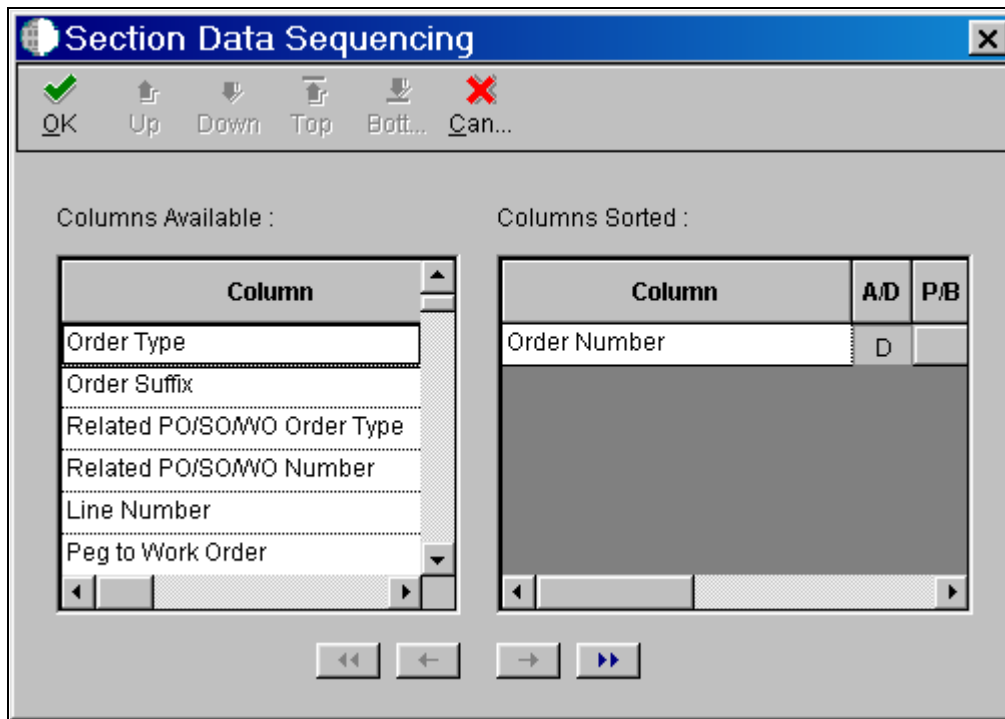 Section Data Sequencing
OK Up Down Top Bott... Can...
Columns Available :
Columns Sorted :
Column
Order Type
Order Suffix
Related PO/SO/WO Order Type
Related PO/SO/WO Number
Line Number
Peg to Work Order
Column A/D P/B
Order Number D